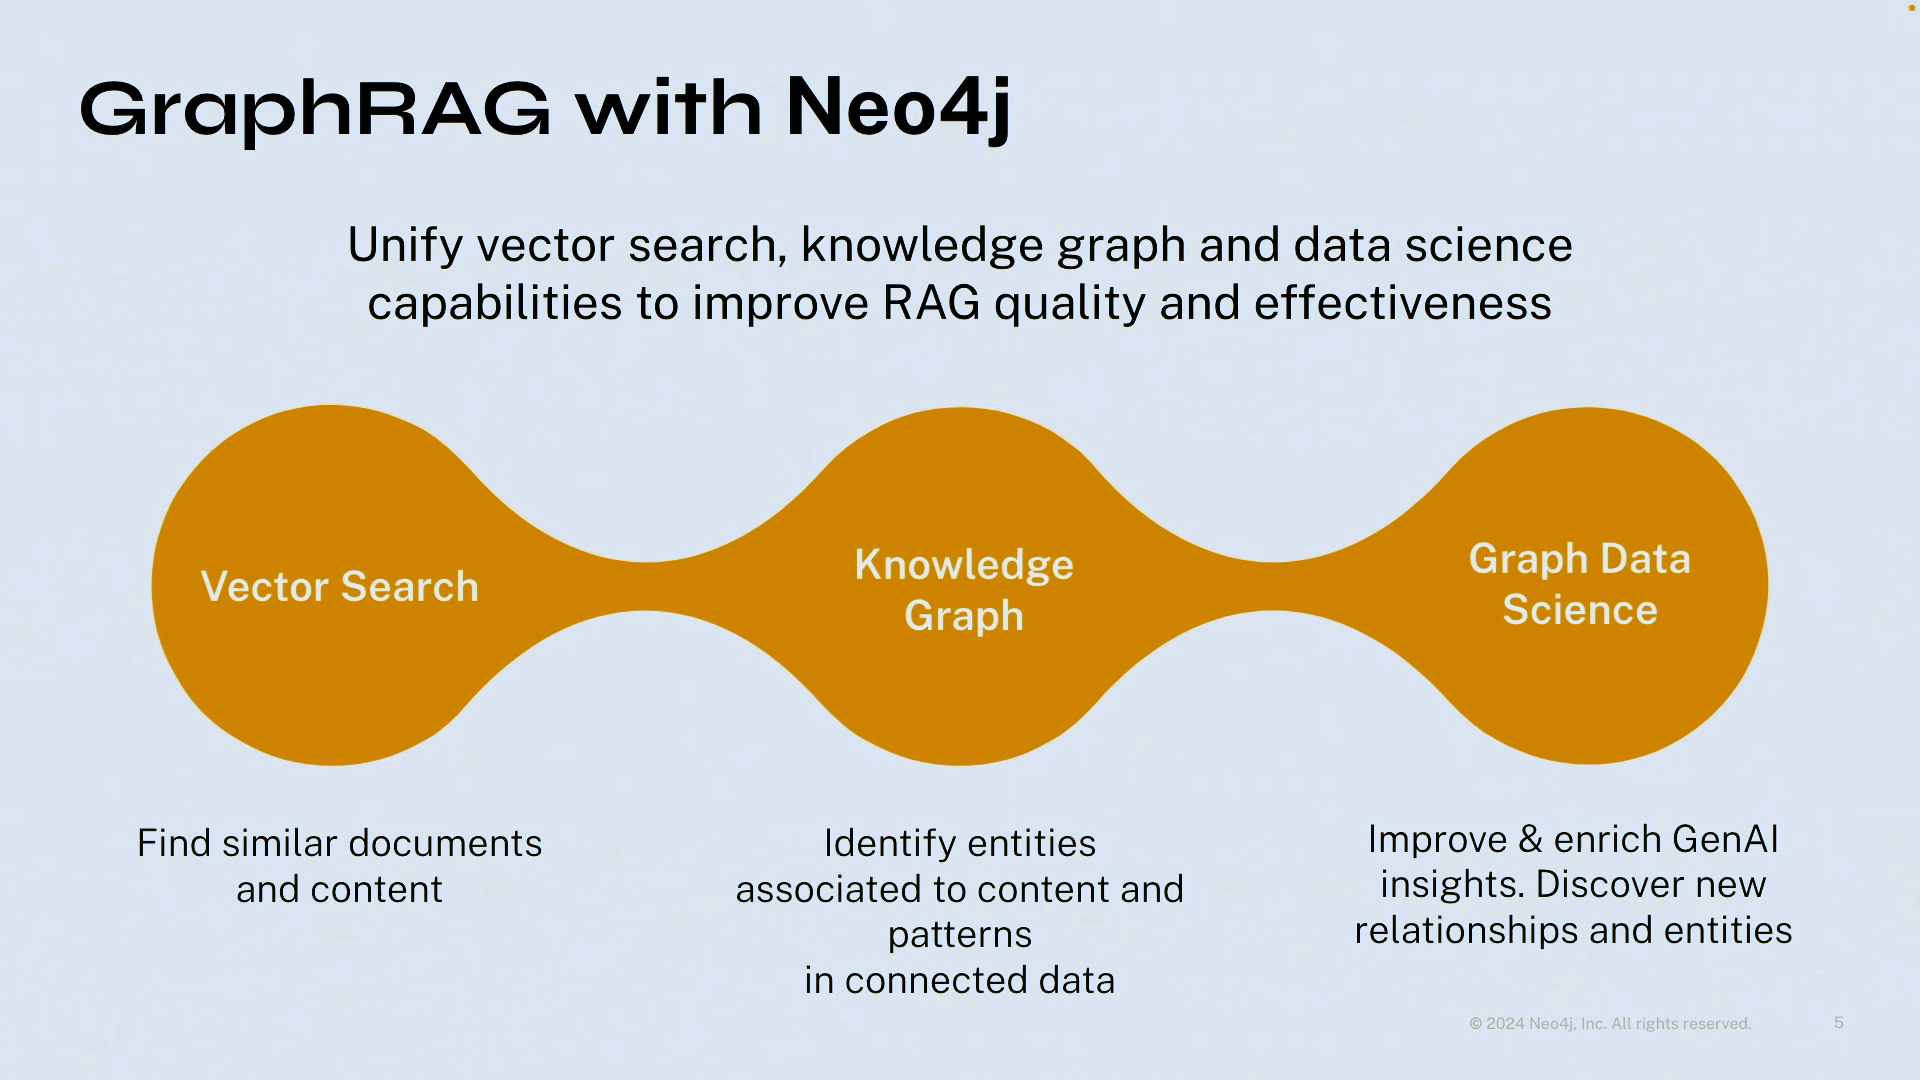 GraphRAG with Neo4j
Unify vector search, knowledge graph and data science
capabilities to improve RAG quality and effectiveness
Vector Search
Knowledge
Graph
Graph Data
Science
Find similar documents
and content
Identify entities
associated to content and
patterns
in connected data
Improve & enrich GenAI
insights. Discover new
relationships and entities
© 2024 Neo4j, Inc. All rights reserved.
5